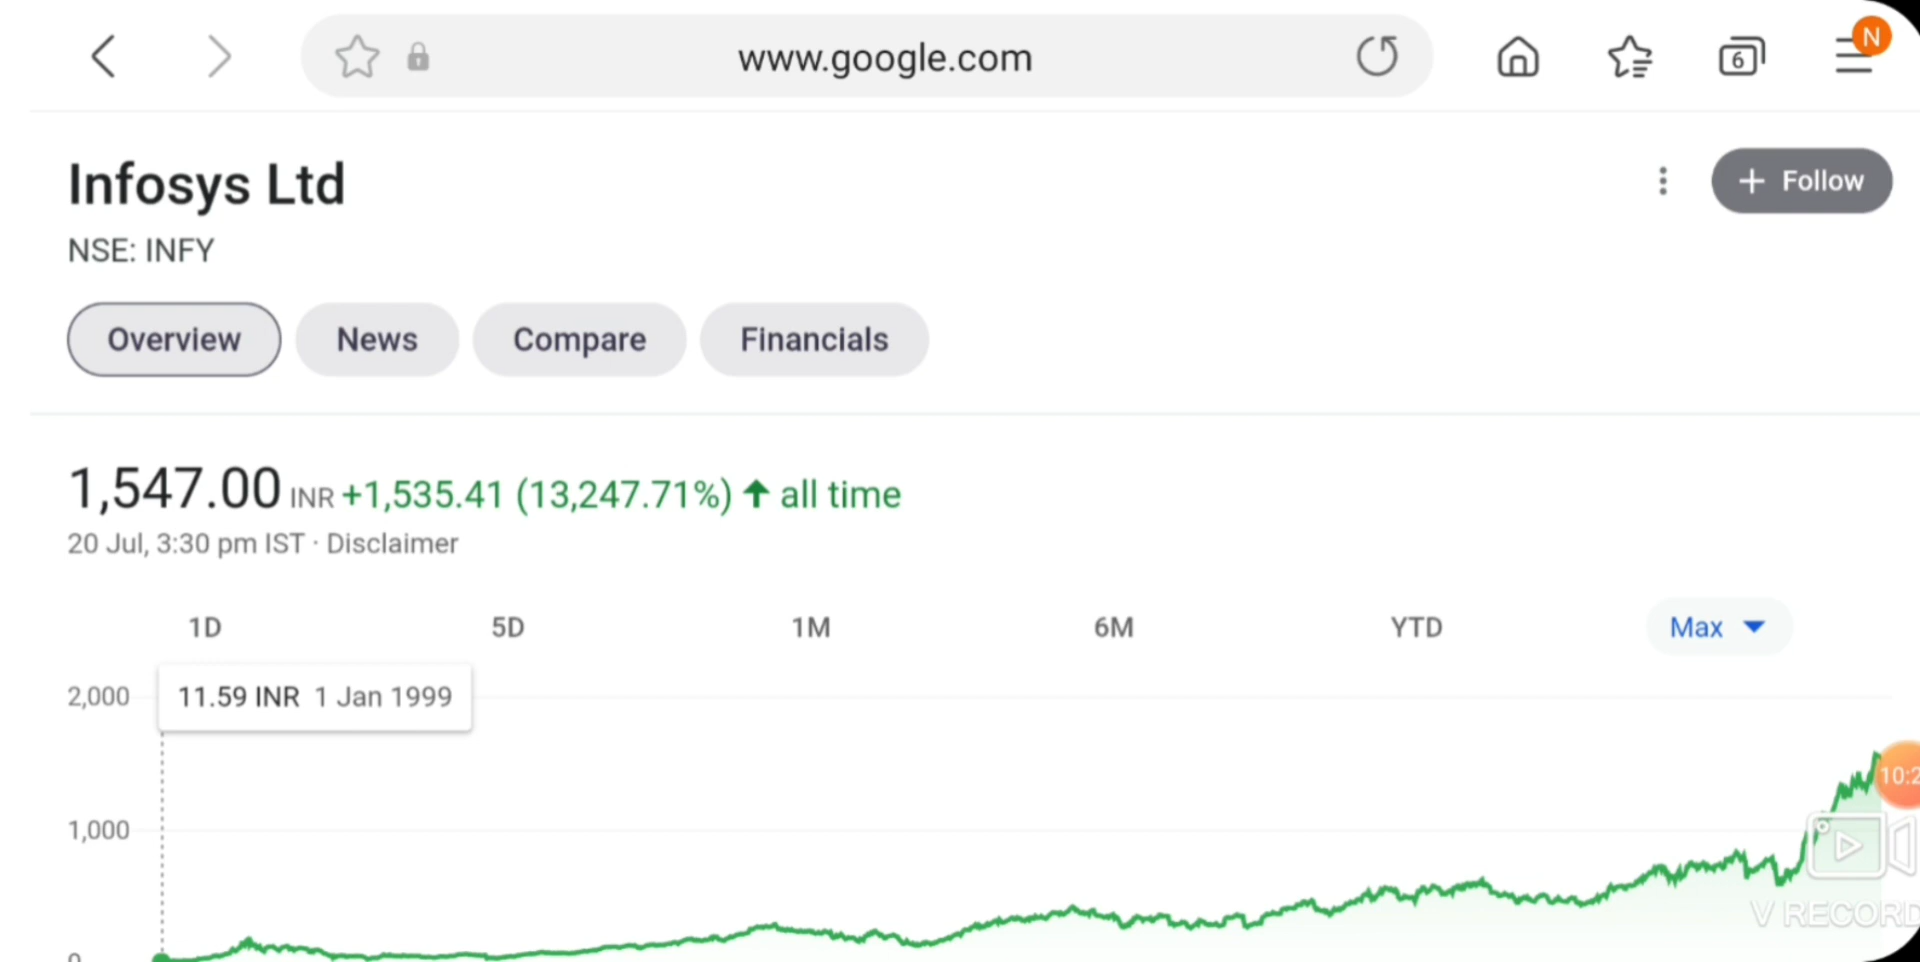 www.google.com
6
N
Infosys Ltd
+ Follow
NSE: INFY
Overview News Compare Financials
1,547.00 INR +1,535.41 (13,247.71%) ↑ all time
20 Jul, 3:30 pm IST · Disclaimer
1D 5D 1M 6M YTD Max
2,000
11.59 INR 1 Jan 1999
10:2
1,000
V RECORD